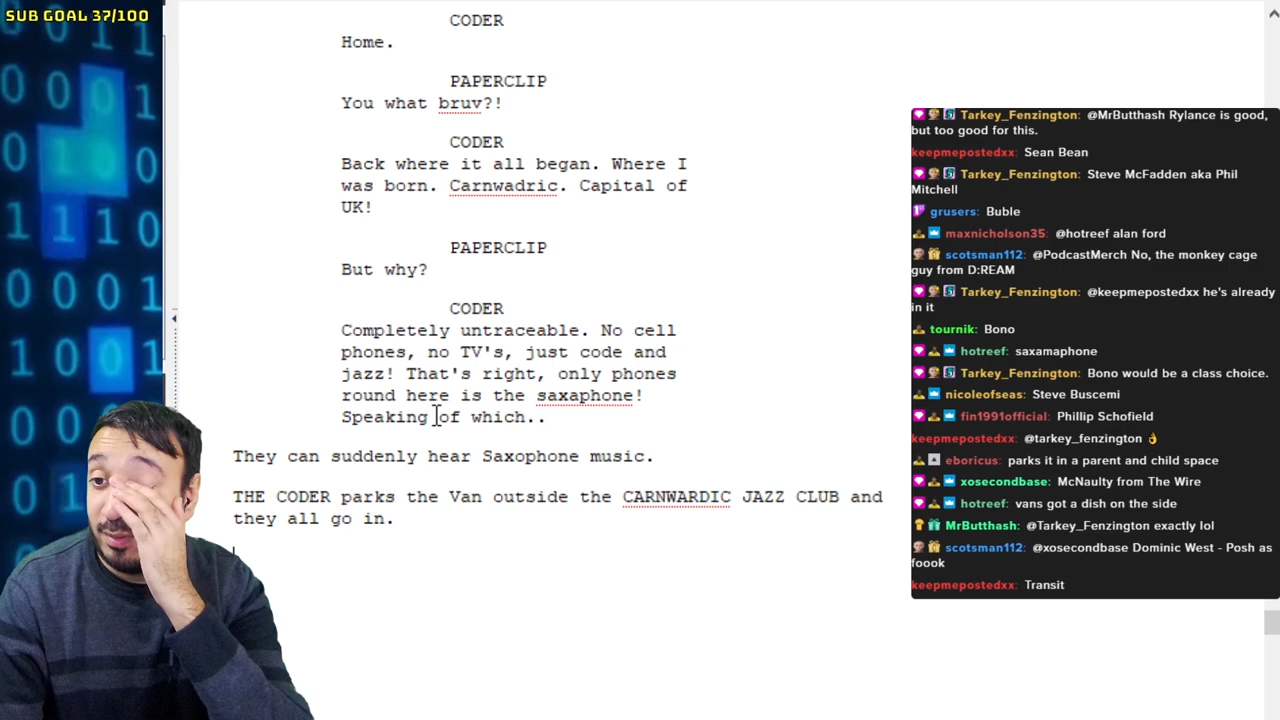 SUB GOAL 37/100
CODER
Home.
PAPERCLIP
You what bruv?!
CODER
Back where it all began. Where I
was born. Carnwadric. Capital of
UK!
PAPERCLIP
But why?
CODER
Completely untraceable. No cell
phones, no TV's, just code and
jazz! That's right, only phones
round here is the saxaphone!
Speaking of which..
They can suddenly hear Saxophone music.
THE CODER parks the Van outside the CARNWARDIC JAZZ CLUB and
they all go in.
Tarkey_Fenzington: @MrButthash Rylance is good,
but too good for this.
keepmepostedxx: Sean Bean
Tarkey_Fenzington: Steve McFadden aka Phil
Mitchell
grusers: Buble
maxnicholson35: @hotreef alan ford
scotsman112: @PodcastMerch No, the monkey cage
guy from D:REAM
Tarkey_Fenzington: @keepmepostedxx he's already
in it
tournik: Bono
hotreef: saxamaphone
Tarkey_Fenzington: Bono would be a class choice.
nicoleofseas: Steve Buscemi
fin1991official: Phillip Schofield
keepmepostedxx: @tarkey_fenzington 👌
eboricus: parks it in a parent and child space
xosecondbase: McNaulty from The Wire
hotreef: vans got a dish on the side
MrButthash: @Tarkey_Fenzington exactly lol
scotsman112: @xosecondbase Dominic West - Posh as
foook
keepmepostedxx: Transit